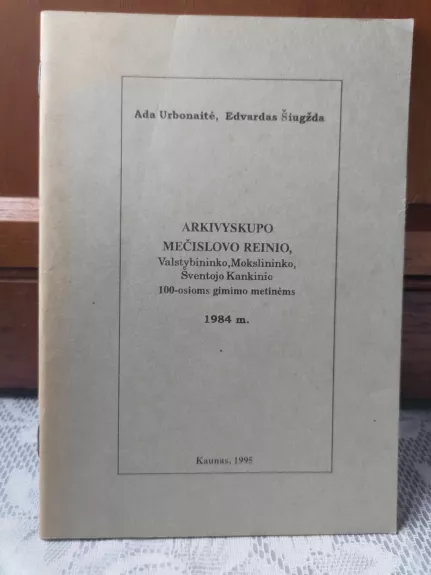 Ada Urbonaitė, Edvardas Šiugžda
ARKIVYSKUPO
MEČISLOVO REINIO,
Valstybininko,Mokslininko,
Šventojo Kankinio
100-osioms gimimo metinėms
1984 m.
Kaunas, 1995